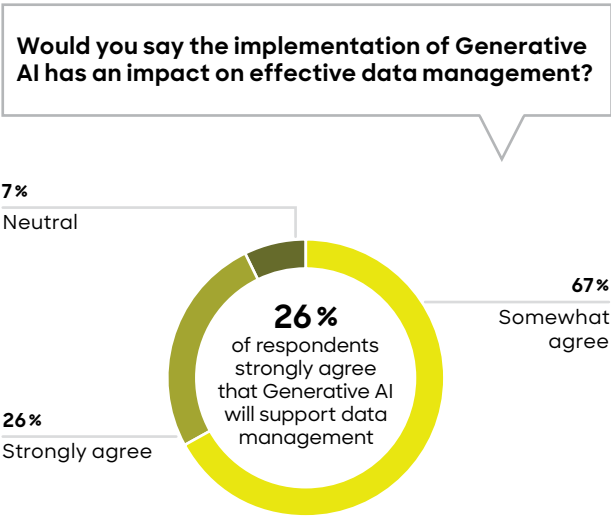 Would you say the implementation of Generative
AI has an impact on effective data management?
7%
Neutral
67%
Somewhat
agree
26%
of respondents
strongly agree
that Generative AI
will support data
management
26%
Strongly agree